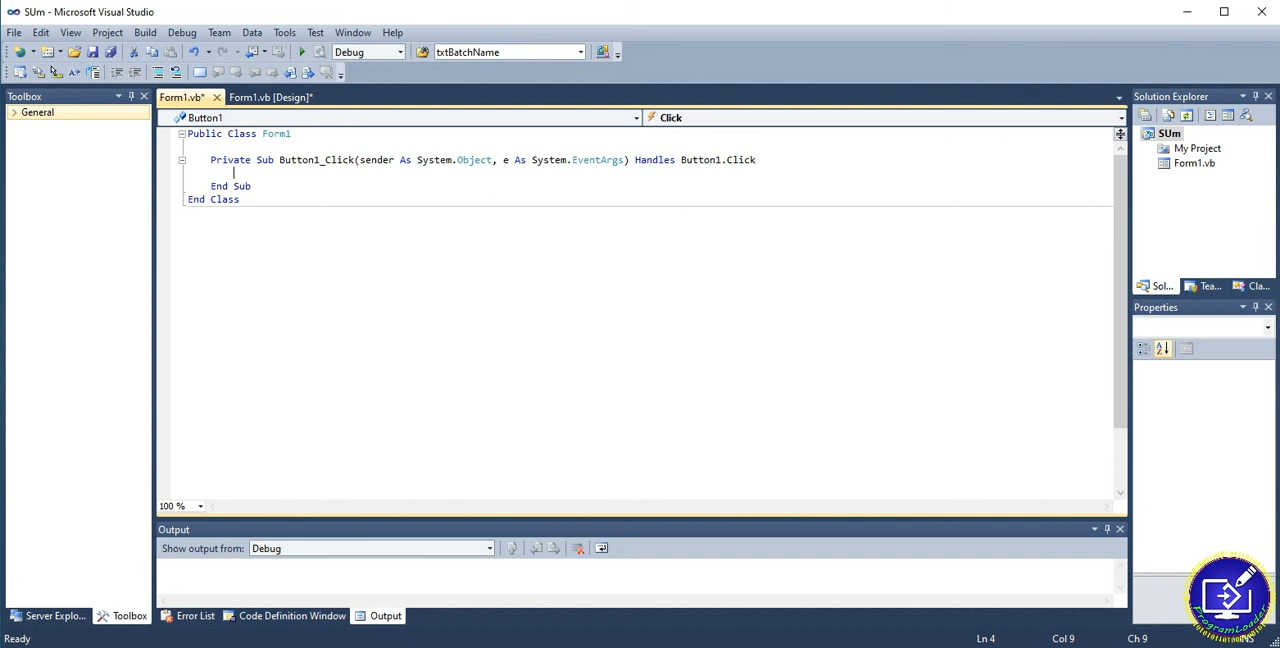 SUm - Microsoft Visual Studio
File Edit View Project Build Debug Team Data Tools Test Window Help
Debug txtBatchName
Toolbox
General
Form1.vb* Form1.vb [Design]*
Button1 Click
Public Class Form1
Private Sub Button1_Click(sender As System.Object, e As System.EventArgs) Handles Button1.Click
End Sub
End Class
100 %
Solution Explorer
SUm
My Project
Form1.vb
Sol... Tea... Cla...
Properties
Output
Show output from: Debug
Server Explo... Toolbox Error List Code Definition Window Output
Ready Ln 4 Col 9 Ch 9
ProgramLoader